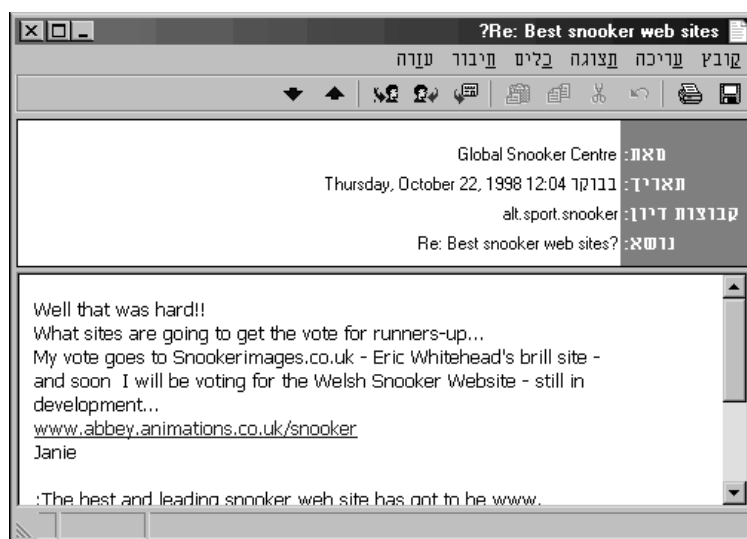 ?Re: Best snooker web sites
קובץ עריכה תצוגה כלים חיבור עזרה
מאת: Global Snooker Centre
תאריך: Thursday, October 22, 1998 12:04 בבוקר
קבוצות דיון: alt.sport.snooker
נושא: Re: Best snooker web sites?
Well that was hard!!
What sites are going to get the vote for runners-up...
My vote goes to Snookerimages.co.uk - Eric Whitehead's brill site -
and soon I will be voting for the Welsh Snooker Website - still in
development...
www.abbey.animations.co.uk/snooker
Janie
:The best and leading snooker web site has got to be www.